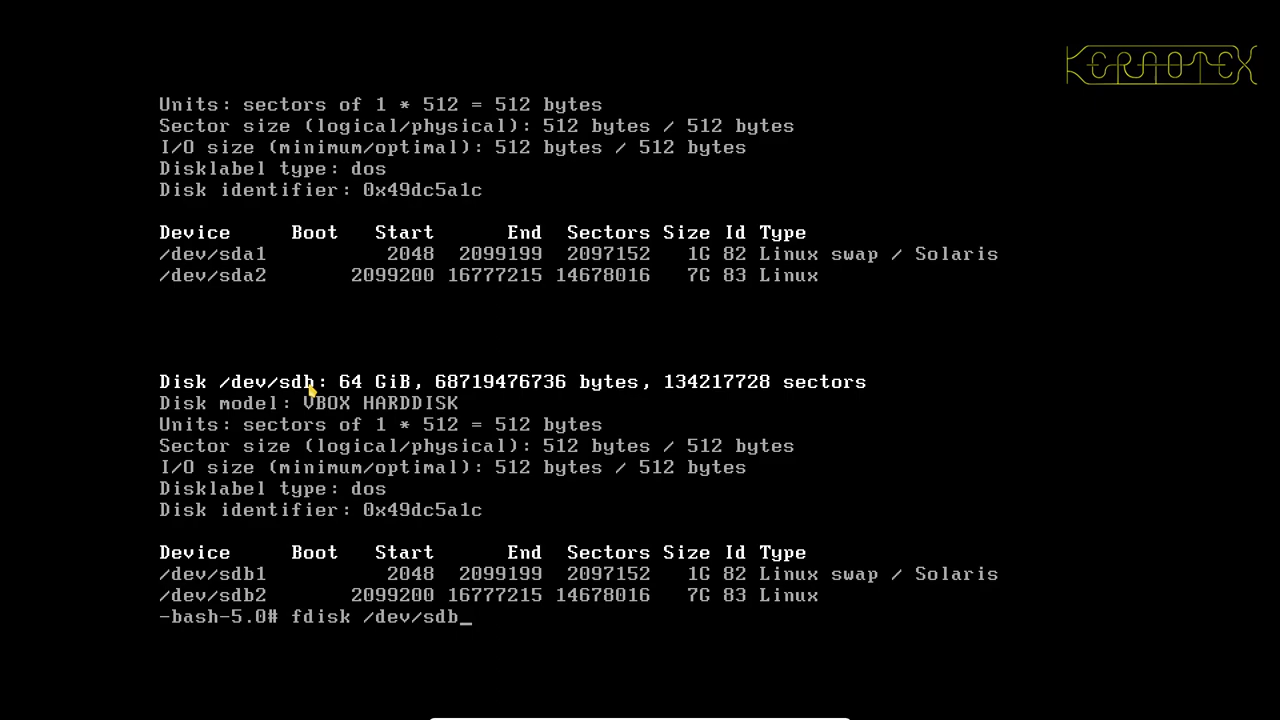 KERNOTEX
Units: sectors of 1 * 512 = 512 bytes
Sector size (logical/physical): 512 bytes / 512 bytes
I/O size (minimum/optimal): 512 bytes / 512 bytes
Disklabel type: dos
Disk identifier: 0x49dc5a1c
Device Boot Start End Sectors Size Id Type
/dev/sda1 2048 2099199 2097152 1G 82 Linux swap / Solaris
/dev/sda2 2099200 16777215 14678016 7G 83 Linux
Disk /dev/sdb: 64 GiB, 68719476736 bytes, 134217728 sectors
Disk model: VBOX HARDDISK
Units: sectors of 1 * 512 = 512 bytes
Sector size (logical/physical): 512 bytes / 512 bytes
I/O size (minimum/optimal): 512 bytes / 512 bytes
Disklabel type: dos
Disk identifier: 0x49dc5a1c
Device Boot Start End Sectors Size Id Type
/dev/sdb1 2048 2099199 2097152 1G 82 Linux swap / Solaris
/dev/sdb2 2099200 16777215 14678016 7G 83 Linux
-bash-5.0# fdisk /dev/sdb_